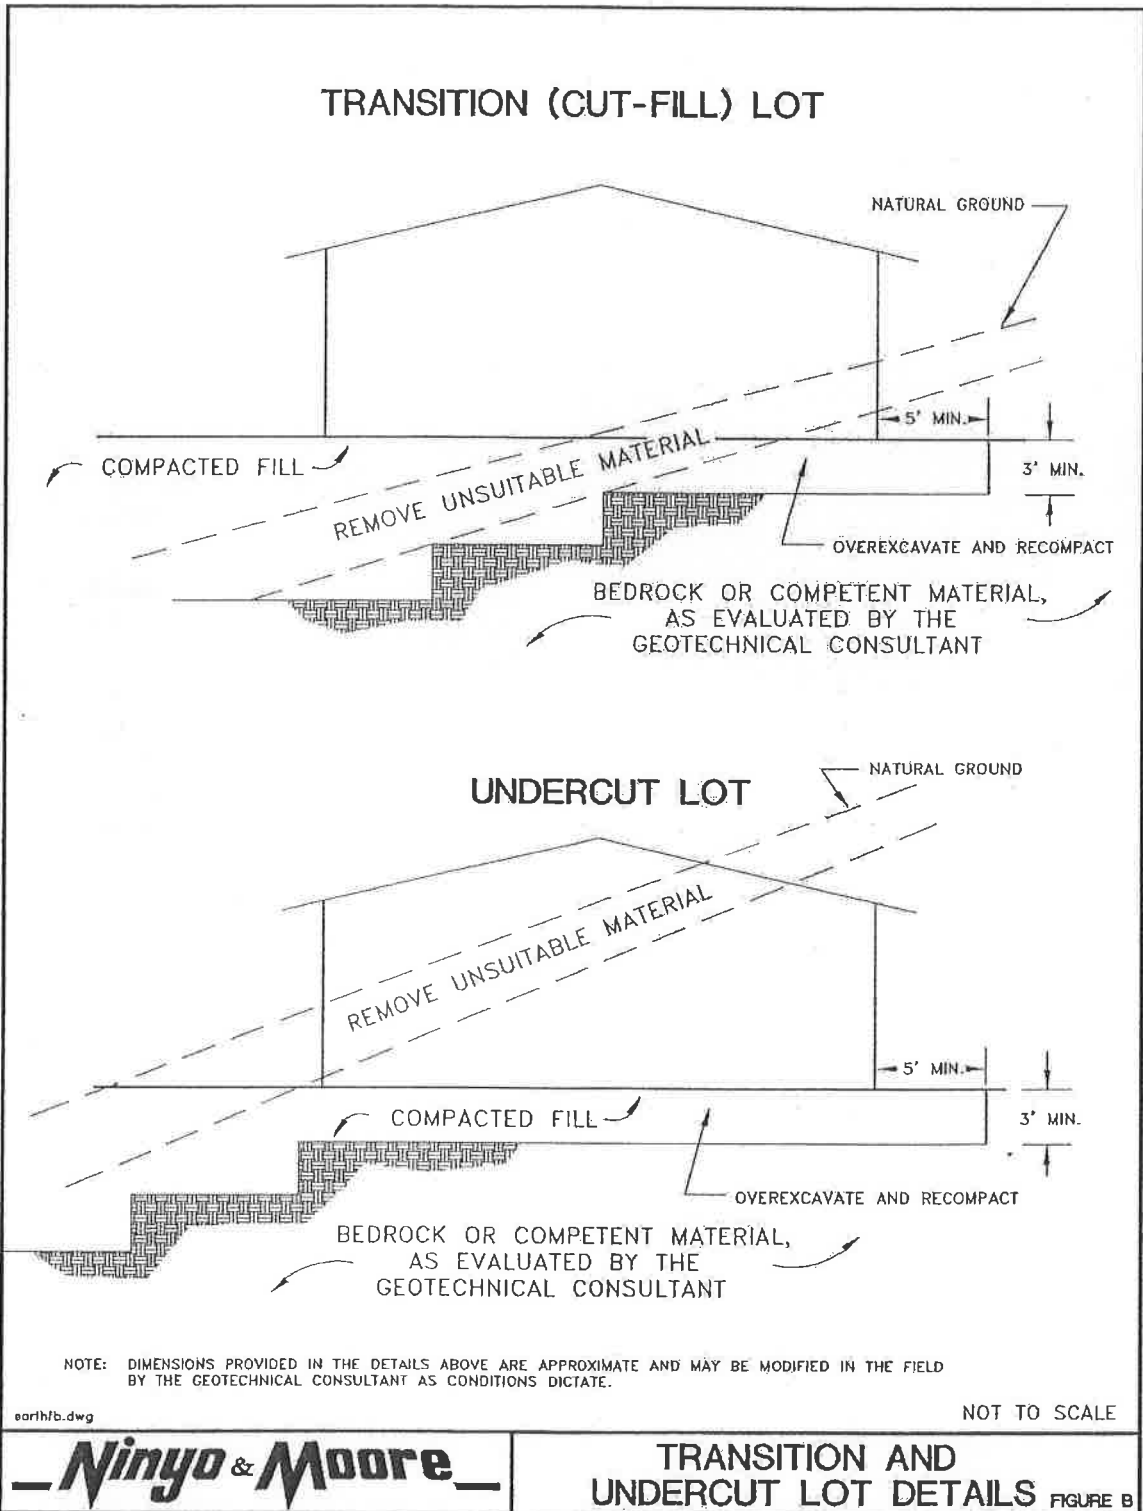 TRANSITION (CUT-FILL) LOT
NATURAL GROUND
5' MIN.
COMPACTED FILL
REMOVE UNSUITABLE MATERIAL
3' MIN.
OVEREXCAVATE AND RECOMPACT
BEDROCK OR COMPETENT MATERIAL,
AS EVALUATED BY THE
GEOTECHNICAL CONSULTANT
UNDERCUT LOT
NATURAL GROUND
REMOVE UNSUITABLE MATERIAL
5' MIN.
COMPACTED FILL
3' MIN.
OVEREXCAVATE AND RECOMPACT
BEDROCK OR COMPETENT MATERIAL,
AS EVALUATED BY THE
GEOTECHNICAL CONSULTANT
NOTE: DIMENSIONS PROVIDED IN THE DETAILS ABOVE ARE APPROXIMATE AND MAY BE MODIFIED IN THE FIELD
BY THE GEOTECHNICAL CONSULTANT AS CONDITIONS DICTATE.
earthfb.dwg
NOT TO SCALE
Ninyo & Moore
TRANSITION AND
UNDERCUT LOT DETAILS FIGURE B